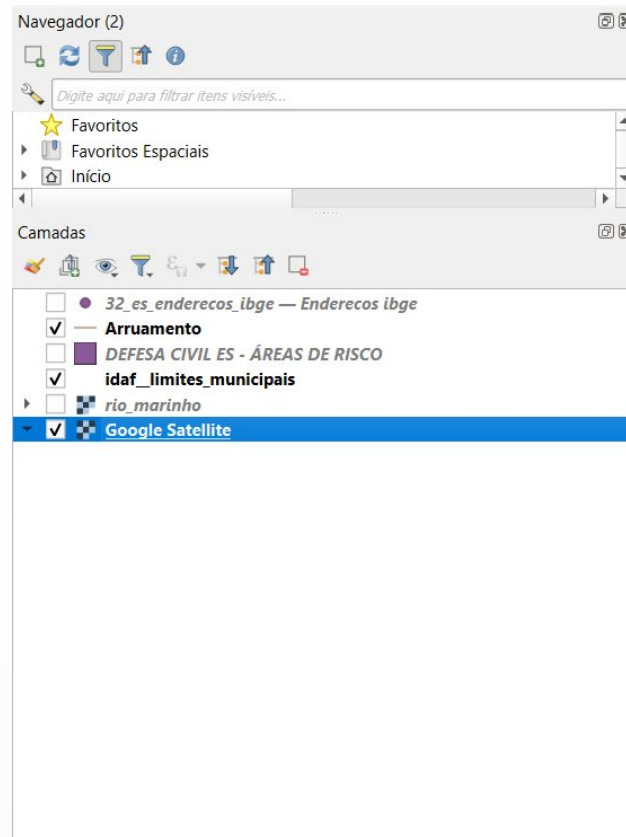 Navegador (2)
Digite aqui para filtrar itens visíveis...
Favoritos
Favoritos Espaciais
Início
Camadas
32_es_enderecos_ibge — Enderecos ibge
Arruamento
DEFESA CIVIL ES - ÁREAS DE RISCO
idaf__limites_municipais
rio_marinho
Google Satellite